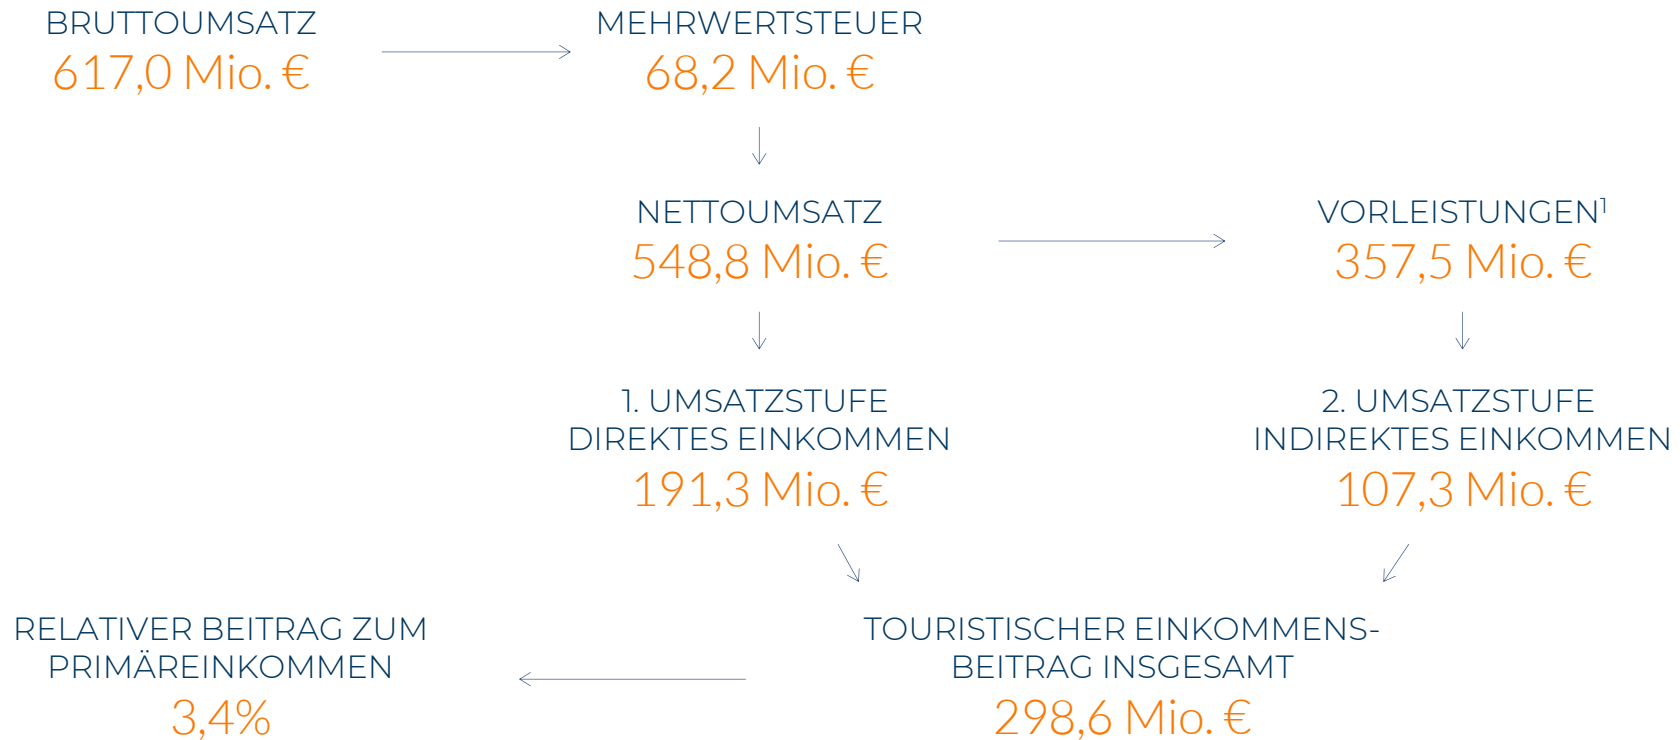 BRUTTOUMSATZ
617,0 Mio. €
MEHRWERTSTEUER
68,2 Mio. €
NETTOUMSATZ
548,8 Mio. €
VORLEISTUNGEN¹
357,5 Mio. €
1. UMSATZSTUFE
DIREKTES EINKOMMEN
191,3 Mio. €
2. UMSATZSTUFE
INDIREKTES EINKOMMEN
107,3 Mio. €
TOURISTISCHER EINKOMMENS-
BEITRAG INSGESAMT
298,6 Mio. €
RELATIVER BEITRAG ZUM
PRIMÄREINKOMMEN
3,4%